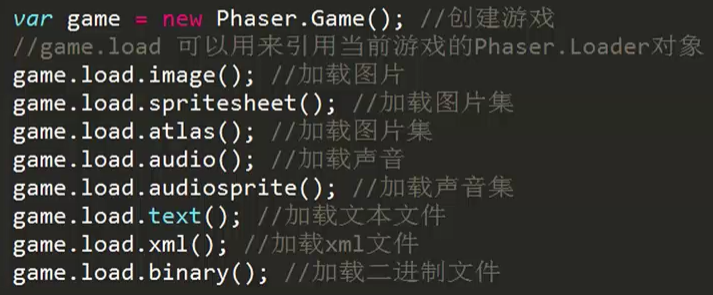 var game = new Phaser.Game(); //创建游戏
//game.load 可以用来引用当前游戏的Phaser.Loader对象
game.load.image(); //加载图片
game.load.spritesheet(); //加载图片集
game.load.atlas(); //加载图片集
game.load.audio(); //加载声音
game.load.audiosprite(); //加载声音集
game.load.text(); //加载文本文件
game.load.xml(); //加载xml文件
game.load.binary(); //加载二进制文件